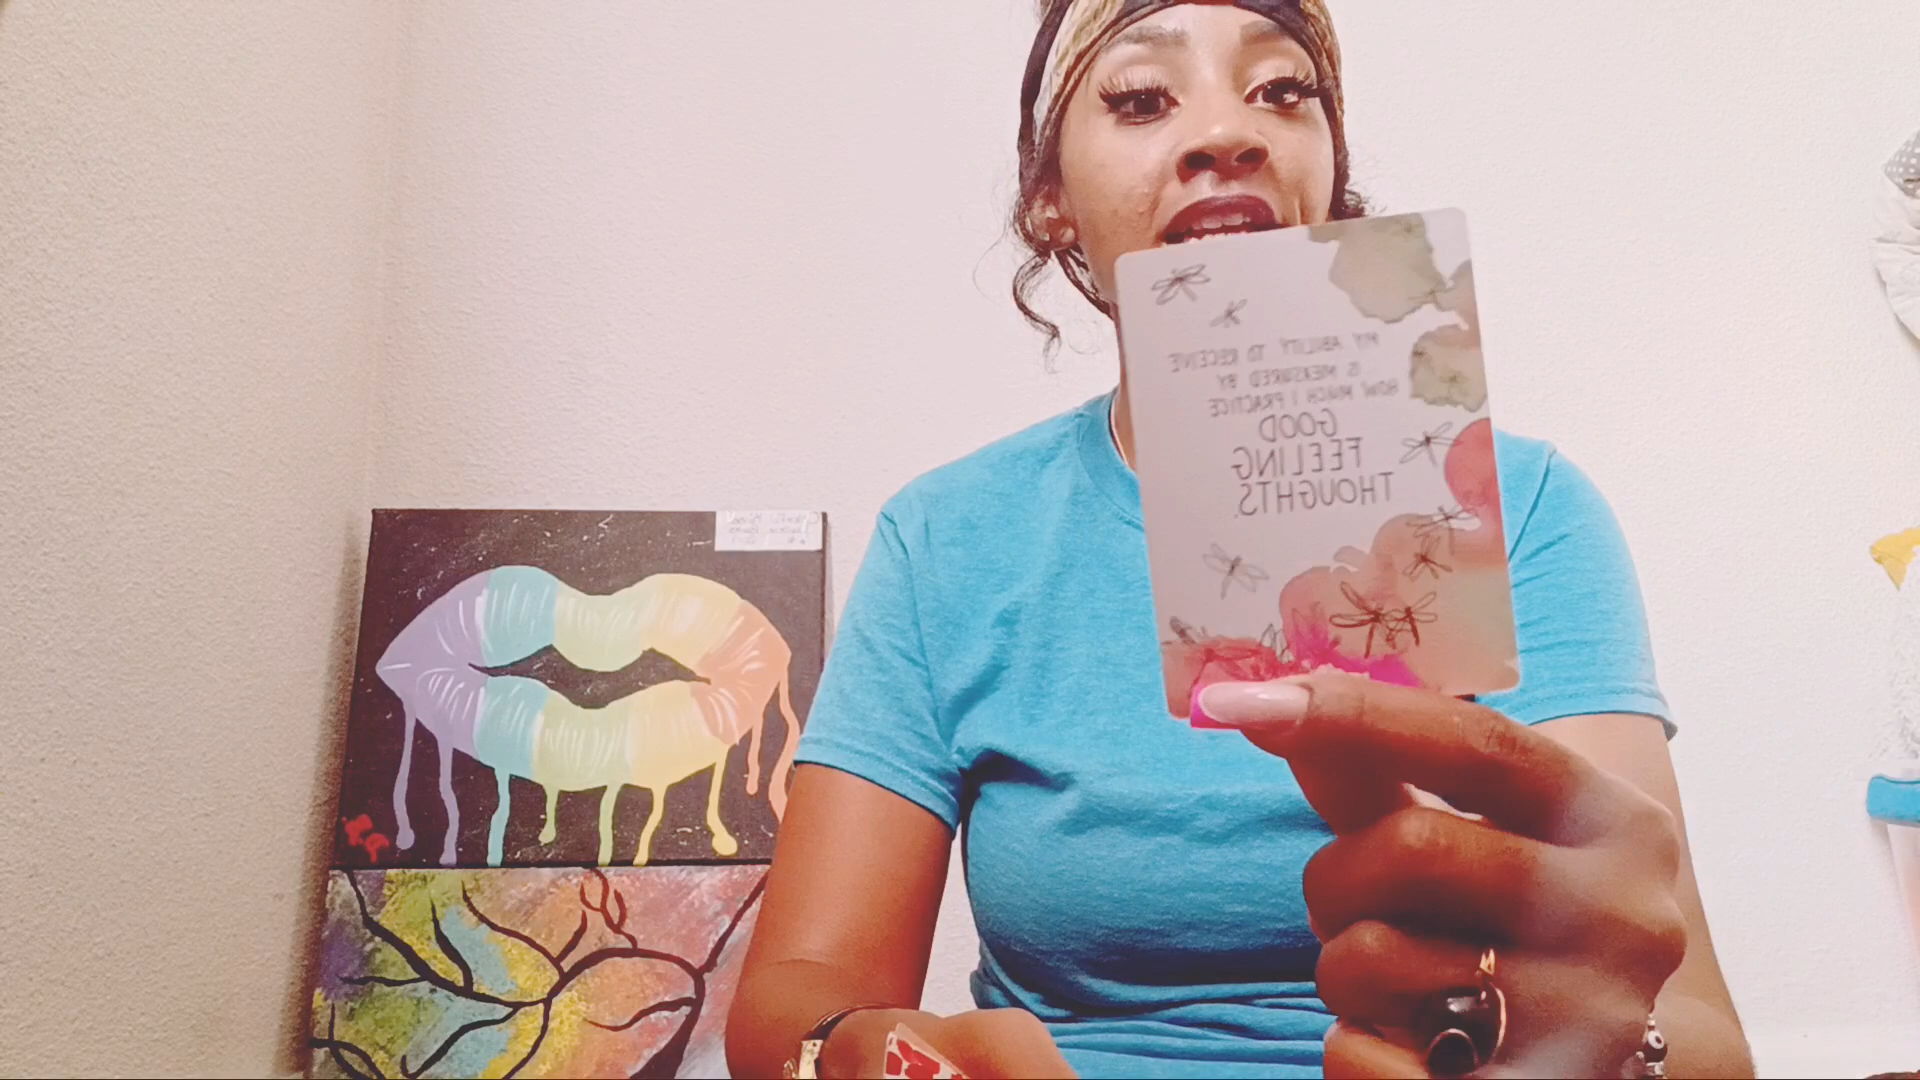 MY ABILITY TO RECEIVE
IS MEASURED BY
HOW MUCH I PRACTICE
GOOD
FEELING
THOUGHTS.